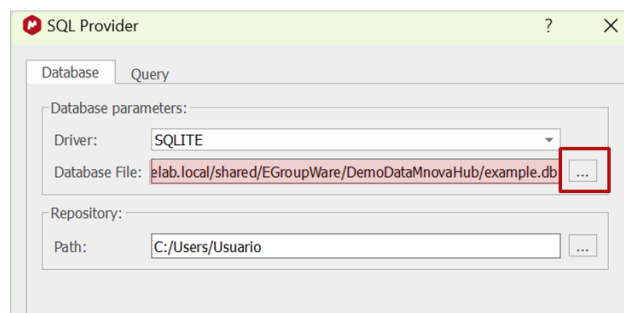 SQL Provider ?
Database Query
Database parameters:
Driver: SQLITE
Database File: elab.local/shared/EGroupWare/DemoDataMnovaHub/example.db ...
Repository:
Path: C:/Users/Usuario ...